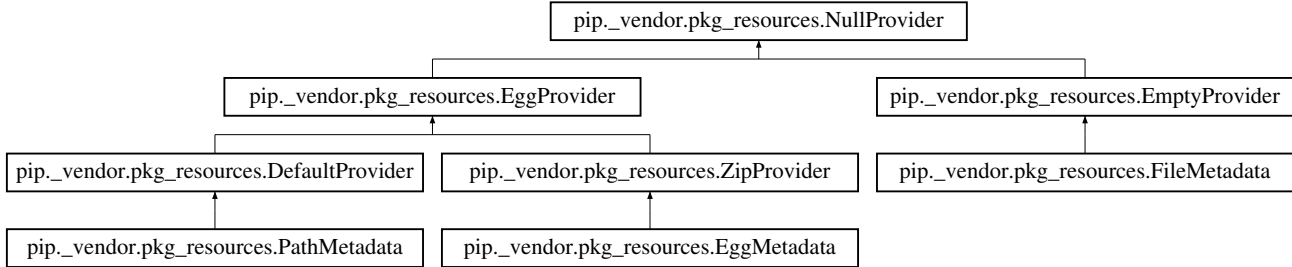 pip._vendor.pkg_resources.NullProvider
pip._vendor.pkg_resources.EggProvider
pip._vendor.pkg_resources.EmptyProvider
pip._vendor.pkg_resources.DefaultProvider
pip._vendor.pkg_resources.ZipProvider
pip._vendor.pkg_resources.FileMetadata
pip._vendor.pkg_resources.PathMetadata
pip._vendor.pkg_resources.EggMetadata